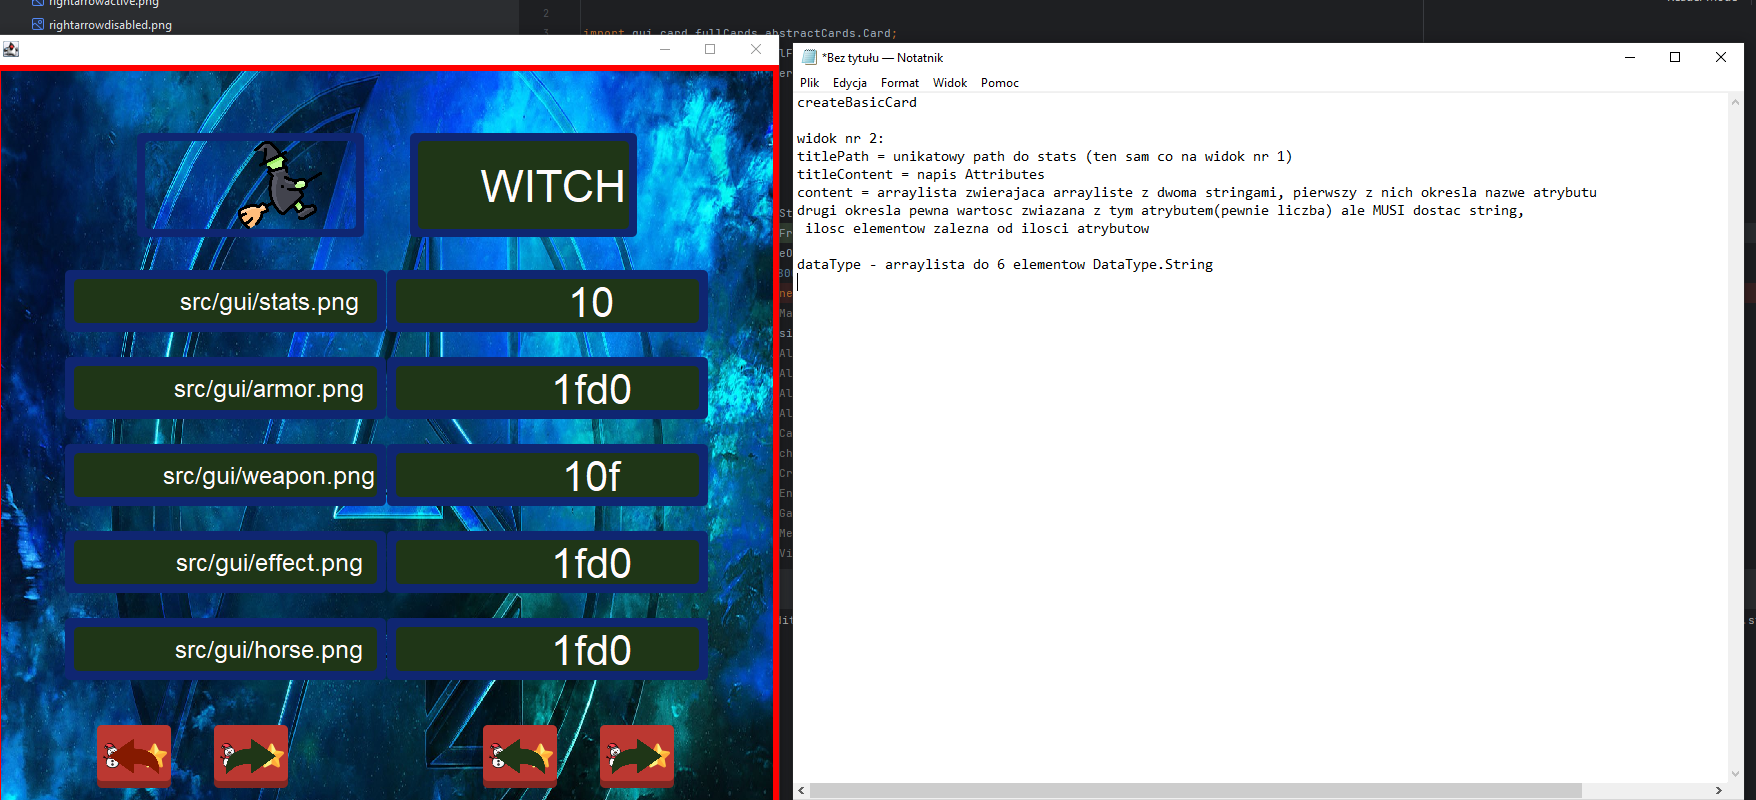 rightarrowactive.png
rightarrowdisabled.png
2
3
import gui.card.fullCards.abstractCards.Card;
*Bez tytułu — Notatnik
Plik Edycja Format Widok Pomoc
createBasicCard
widok nr 2:
titlePath = unikatowy path do stats (ten sam co na widok nr 1)
titleContent = napis Attributes
content = arraylista zwierajaca arrayliste z dwoma stringami, pierwszy z nich okresla nazwe atrybutu
drugi okresla pewna wartosc zwiazana z tym atrybutem(pewnie liczba) ale MUSI dostac string,
ilosc elementow zalezna od ilosci atrybutow
dataType - arraylista do 6 elementow DataType.String
WITCH
src/gui/stats.png 10
src/gui/armor.png 1fd0
src/gui/weapon.png 10f
src/gui/effect.png 1fd0
src/gui/horse.png 1fd0